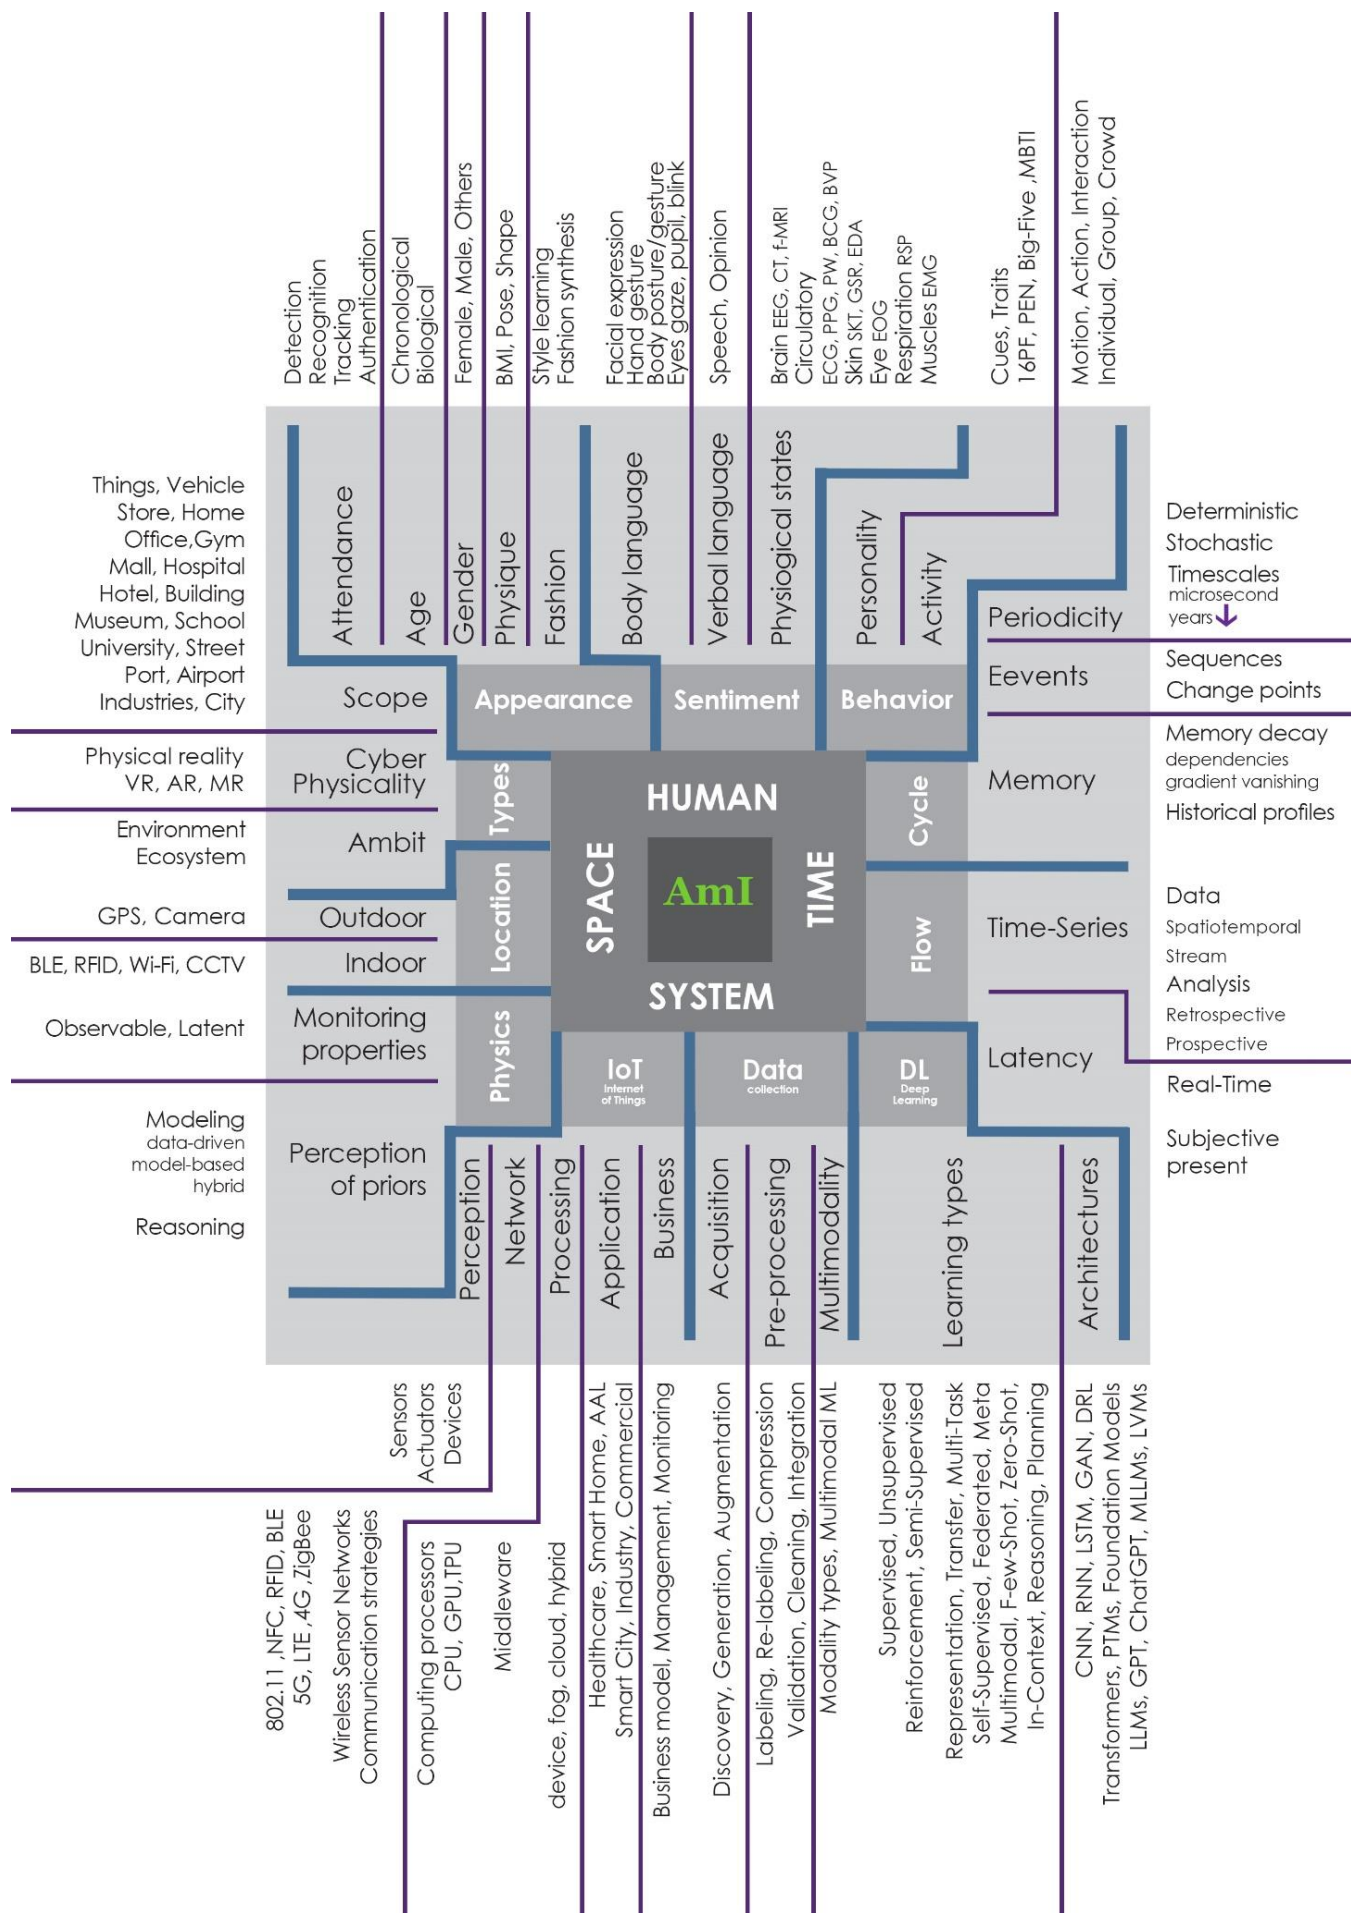 Detection
Recognition
Tracking
Authentication
Chronological
Biological
Female, Male, Others
BMI, Pose, Shape
Style learning
Fashion synthesis
Facial expression
Hand gesture
Body posture/gesture
Eyes gaze, pupil, blink
Speech, Opinion
Brain EEG, CT, f-MRI
Circulatory
ECG, PPG, PW, BCG, BVP
Skin SKT, GSR, EDA
Eye EOG
Respiration RSP
Muscles EMG
Cues, Traits
16PF, PEN, Big-Five ,MBTI
Motion, Action, Interaction
Individual, Group, Crowd
Attendance
Age
Gender
Physique
Fashion
Body language
Verbal language
Physiogical states
Personality
Activity
Appearance
Sentiment
Behavior
Things, Vehicle
Store, Home
Office,Gym
Mall, Hospital
Hotel, Building
Museum, School
University, Street
Port, Airport
Industries, City
Scope
Physical reality
VR, AR, MR
Cyber
Physicality
Environment
Ecosystem
Ambit
GPS, Camera
Outdoor
BLE, RFID, Wi-Fi, CCTV
Indoor
Observable, Latent
Monitoring
properties
Modeling
data-driven
model-based
hybrid
Reasoning
Perception
of priors
Types
Location
Physics
HUMAN
SPACE
AmI
TIME
SYSTEM
Cycle
Flow
Periodicity
Deterministic
Stochastic
Timescales
microsecond
years
Eevents
Sequences
Change points
Memory
Memory decay
dependencies
gradient vanishing
Historical profiles
Time-Series
Data
Spatiotemporal
Stream
Analysis
Retrospective
Prospective
Latency
Real-Time
Subjective
present
IoT
Internet
of Things
Data
collection
DL
Deep
Learning
Perception
Network
Processing
Application
Business
Acquisition
Pre-processing
Multimodality
Learning types
Architectures
Sensors
Actuators
Devices
802.11 ,NFC, RFID, BLE
5G, LTE ,4G ,ZigBee
Wireless Sensor Networks
Communication strategies
Computing processors
CPU, GPU,TPU
Middleware
device, fog, cloud, hybrid
Healthcare, Smart Home, AAL
Smart City, Industry, Commercial
Business model, Management, Monitoring
Discovery, Generation, Augmentation
Labeling, Re-labeling, Compression
Validation, Cleaning, Integration
Modality types, Multimodal ML
Supervised, Unsupervised
Reinforcement, Semi-Supervised
Representation, Transfer, Multi-Task
Self-Supervised, Federated, Meta
Multimodal, F-ew-Shot, Zero-Shot,
In-Context, Reasoning, Planning
CNN, RNN, LSTM, GAN, DRL
Transformers, PTMs, Foundation Models
LLMs, GPT, ChatGPT, MLLMs, LVMs